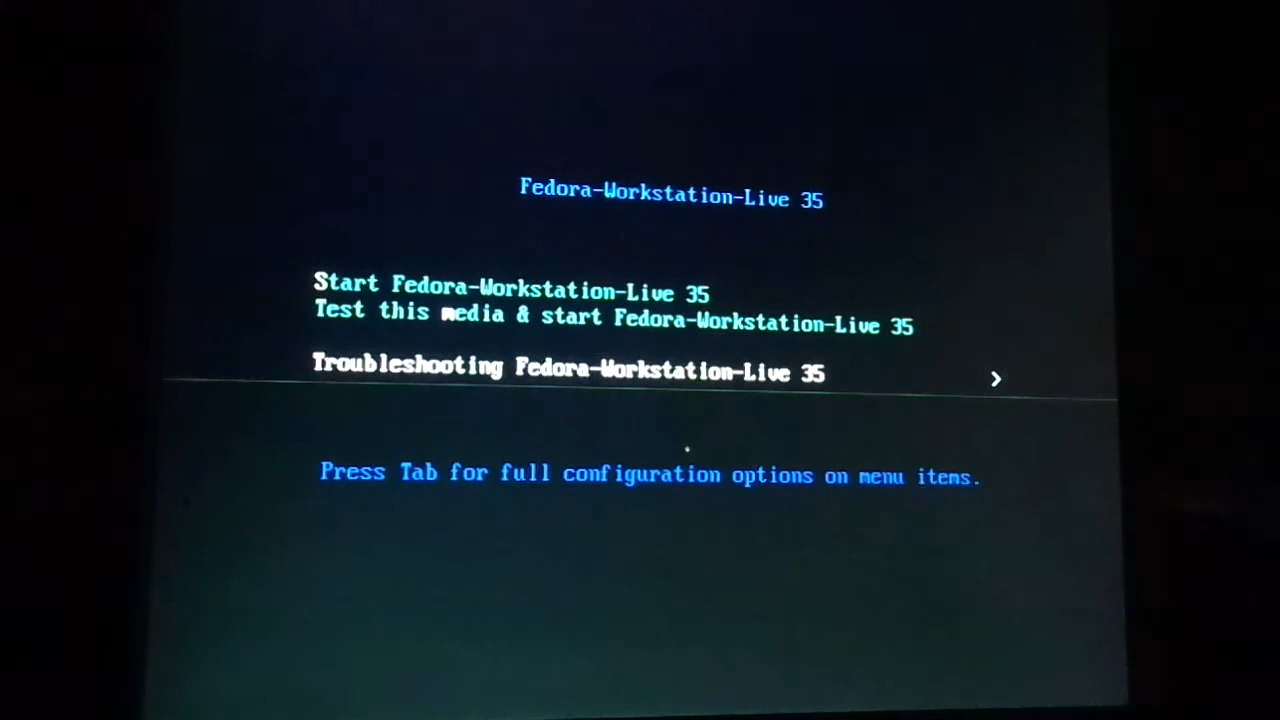 Fedora-Workstation-Live 35
Start Fedora-Workstation-Live 35
Test this media & start Fedora-Workstation-Live 35
Troubleshooting Fedora-Workstation-Live 35 >
Press Tab for full configuration options on menu items.